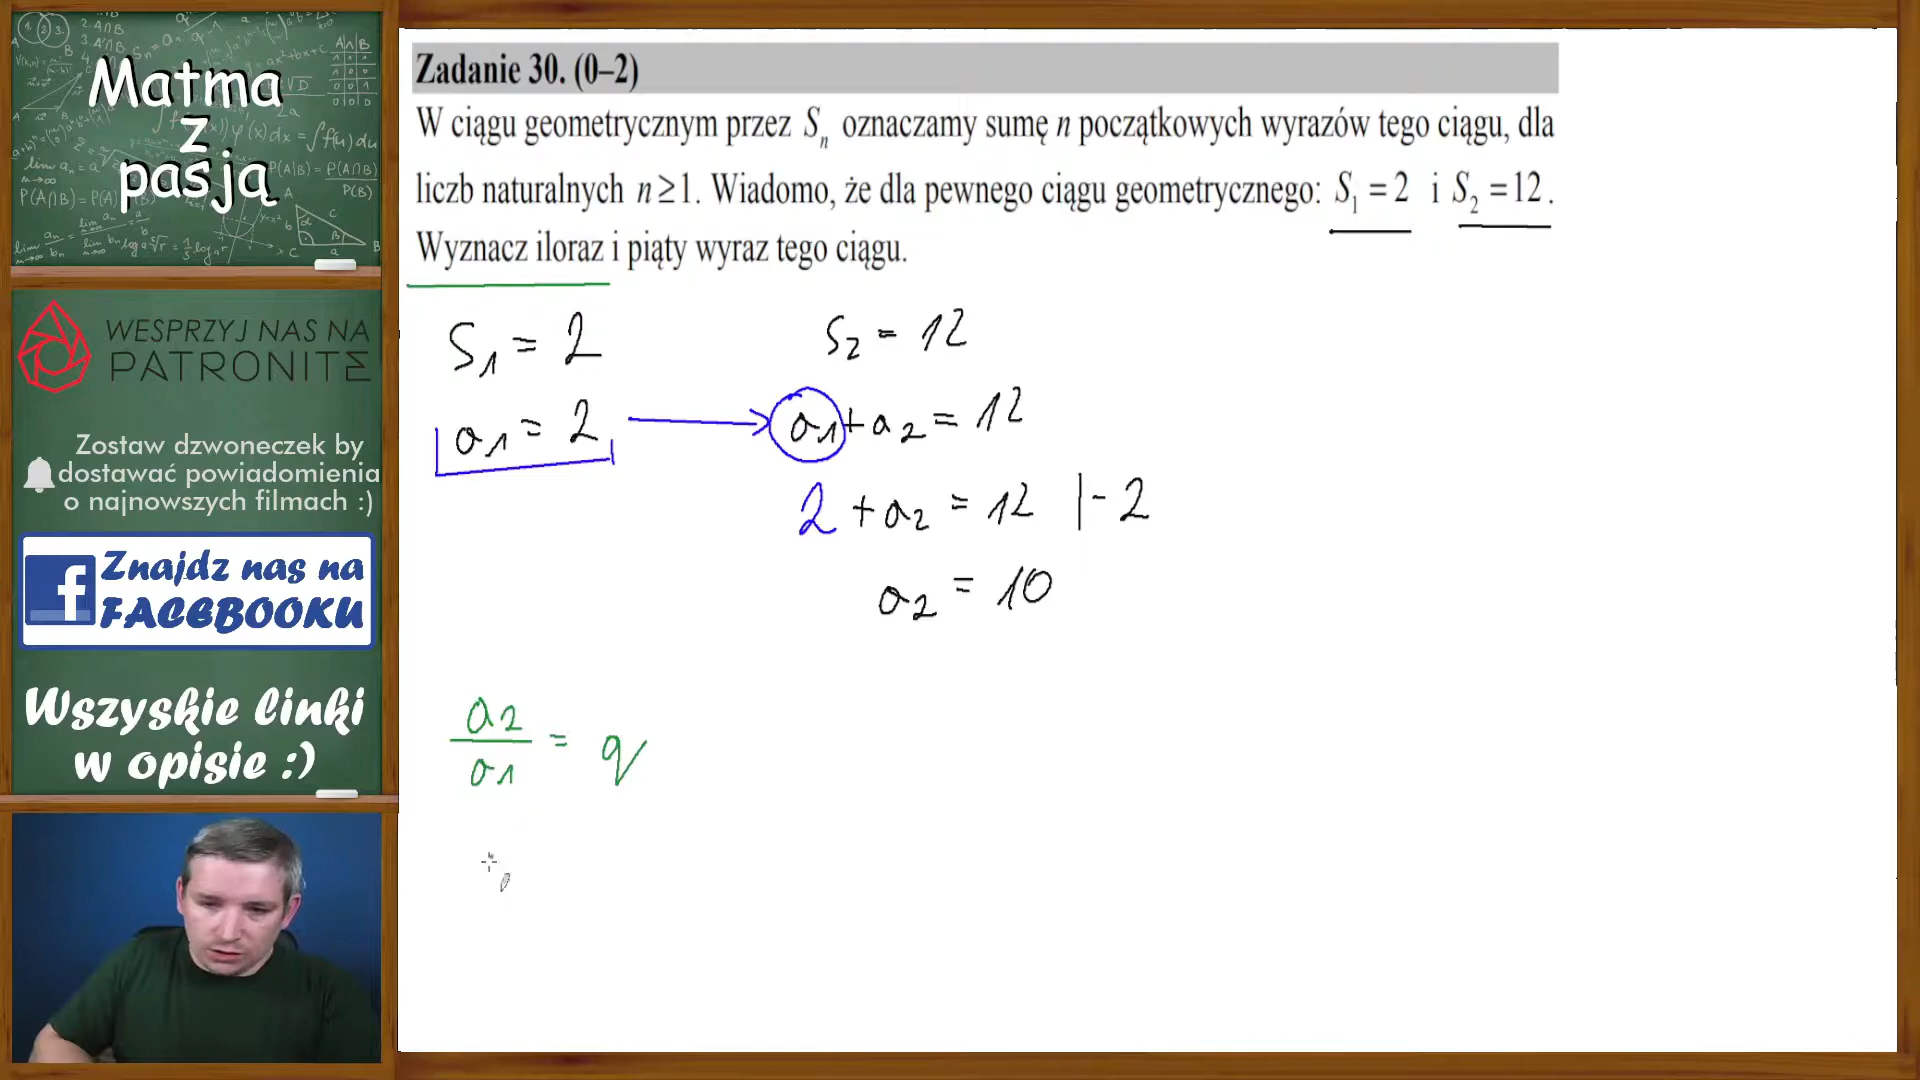 Matma
z
pasją
WESPRZYJ NAS NA
PATRONITE
Zostaw dzwoneczek by
dostawać powiadomienia
o najnowszych filmach :)
f Znajdz nas na
FACEBOOKU
Wszyskie linki
w opisie :)
Zadanie 30. (0–2)
W ciągu geometrycznym przez Sₙ oznaczamy sumę n początkowych wyrazów tego ciągu, dla
liczb naturalnych n ≥ 1. Wiadomo, że dla pewnego ciągu geometrycznego: S₁ = 2 i S₂ = 12.
Wyznacz iloraz i piąty wyraz tego ciągu.
S₁ = 2
a₁ = 2
S₂ = 12
a₁ + a₂ = 12
2 + a₂ = 12 | - 2
a₂ = 10
a₂/a₁ = q